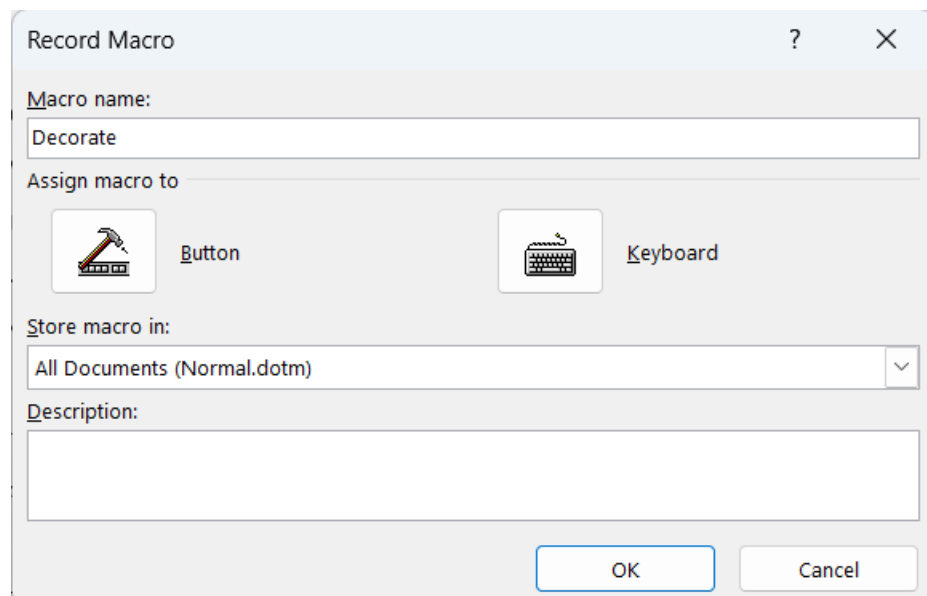 Record Macro ?
Macro name:
Decorate
Assign macro to
Button Keyboard
Store macro in:
All Documents (Normal.dotm)
Description:
OK Cancel